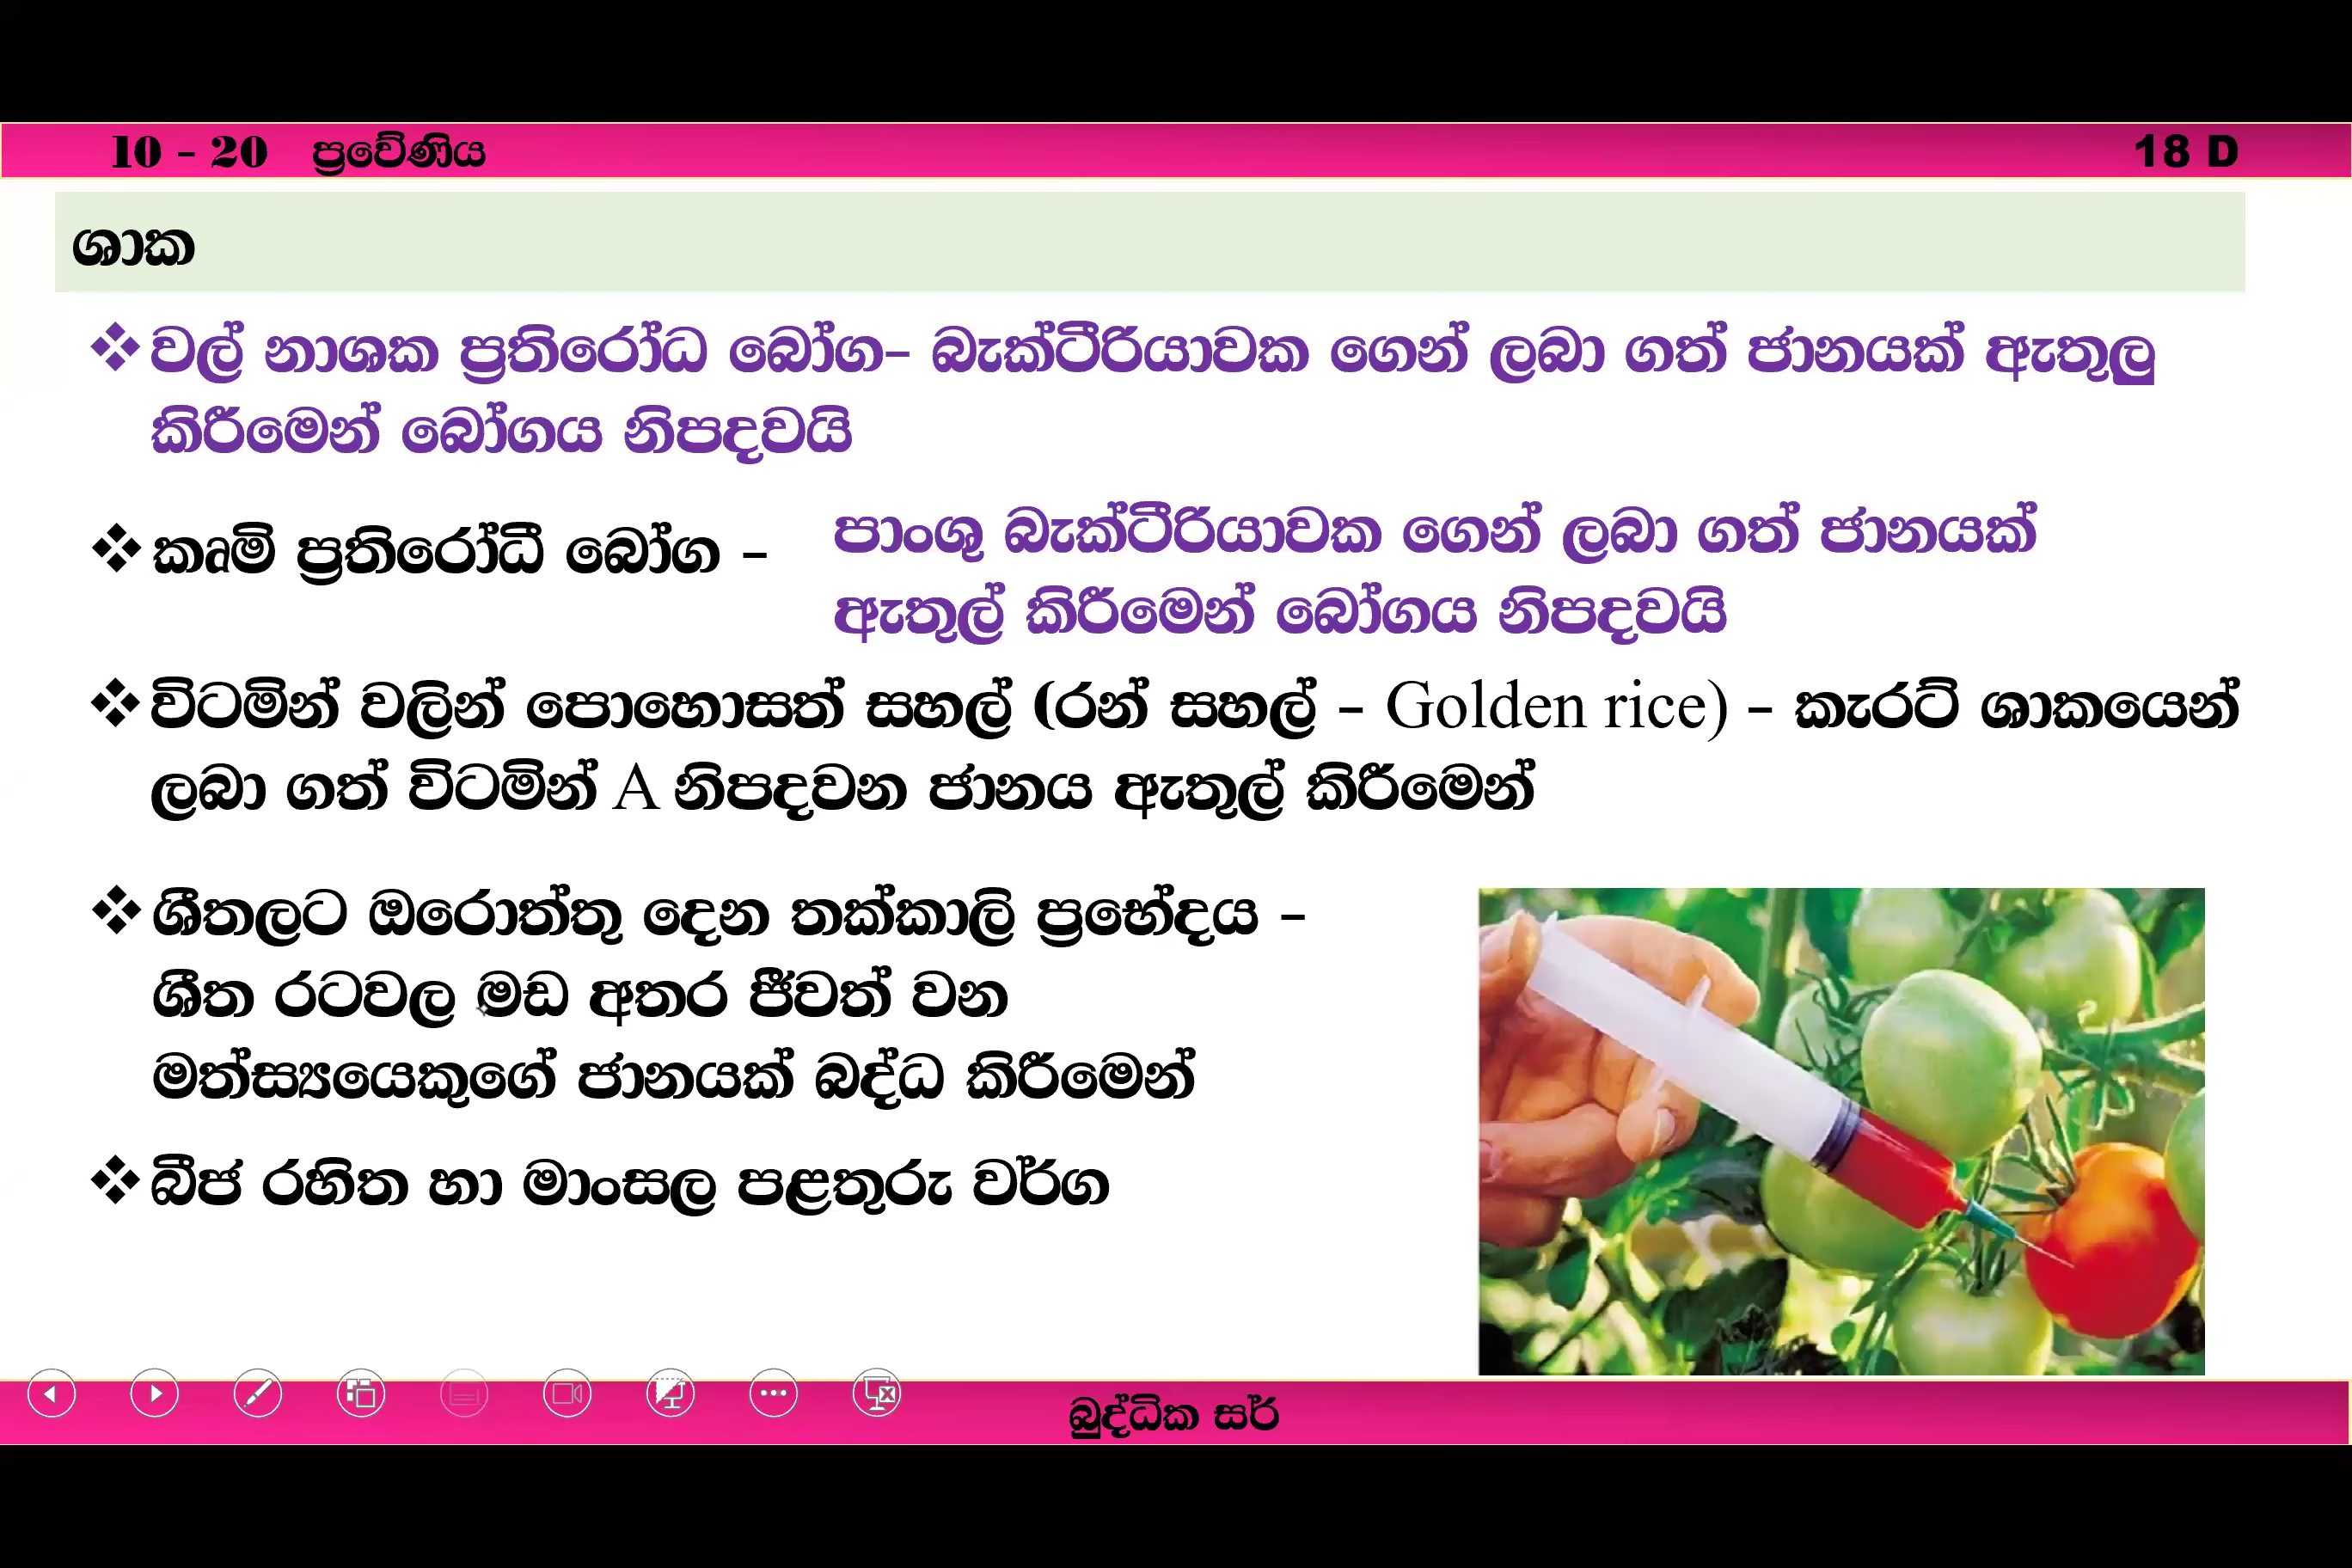 10 - 20 ප්‍රවේණිය
18 D
ශාක
❖වල් නාශක ප්‍රතිරෝධ බෝග– බැක්ටීරියාවක ගෙන් ලබා ගත් ජානයක් ඇතුලු
කිරීමෙන් බෝගය නිපදවයි
❖කෘමි ප්‍රතිරෝධී බෝග –
පාංශු බැක්ටීරියාවක ගෙන් ලබා ගත් ජානයක්
ඇතුල් කිරීමෙන් බෝගය නිපදවයි
❖විටමින් වලින් පොහොසත් සහල් (රන් සහල් – Golden rice) – කැරට් ශාකයෙන්
ලබා ගත් විටමින් A නිපදවන ජානය ඇතුල් කිරීමෙන්
❖ශීතලට ඔරොත්තු දෙන තක්කාලි ප්‍රභේදය –
ශීත රටවල මඩ අතර ජීවත් වන
මත්ස්‍යයෙකුගේ ජානයක් බද්ධ කිරීමෙන්
❖බීජ රහිත හා මාංසල පළතුරු වර්ග
බුද්ධික සර්